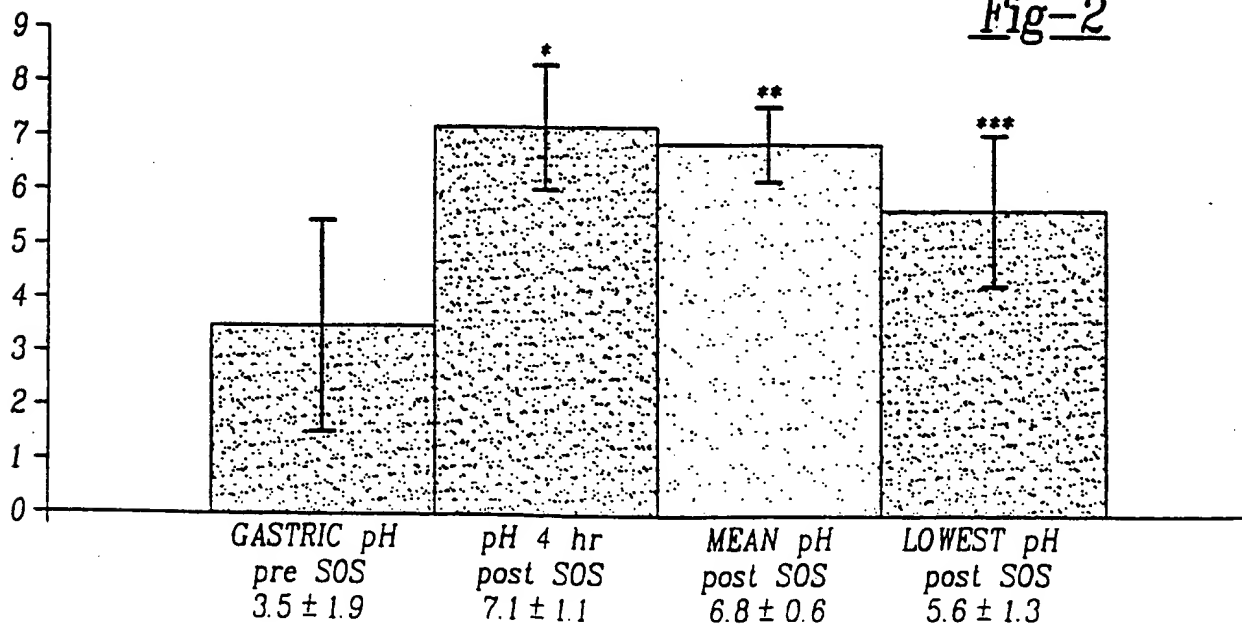 Fig-2
9
8
7
6
5
4
3
2
1
0
*
**
***
GASTRIC pH
pre SOS
3.5 ± 1.9
pH 4 hr
post SOS
7.1 ± 1.1
MEAN pH
post SOS
6.8 ± 0.6
LOWEST pH
post SOS
5.6 ± 1.3